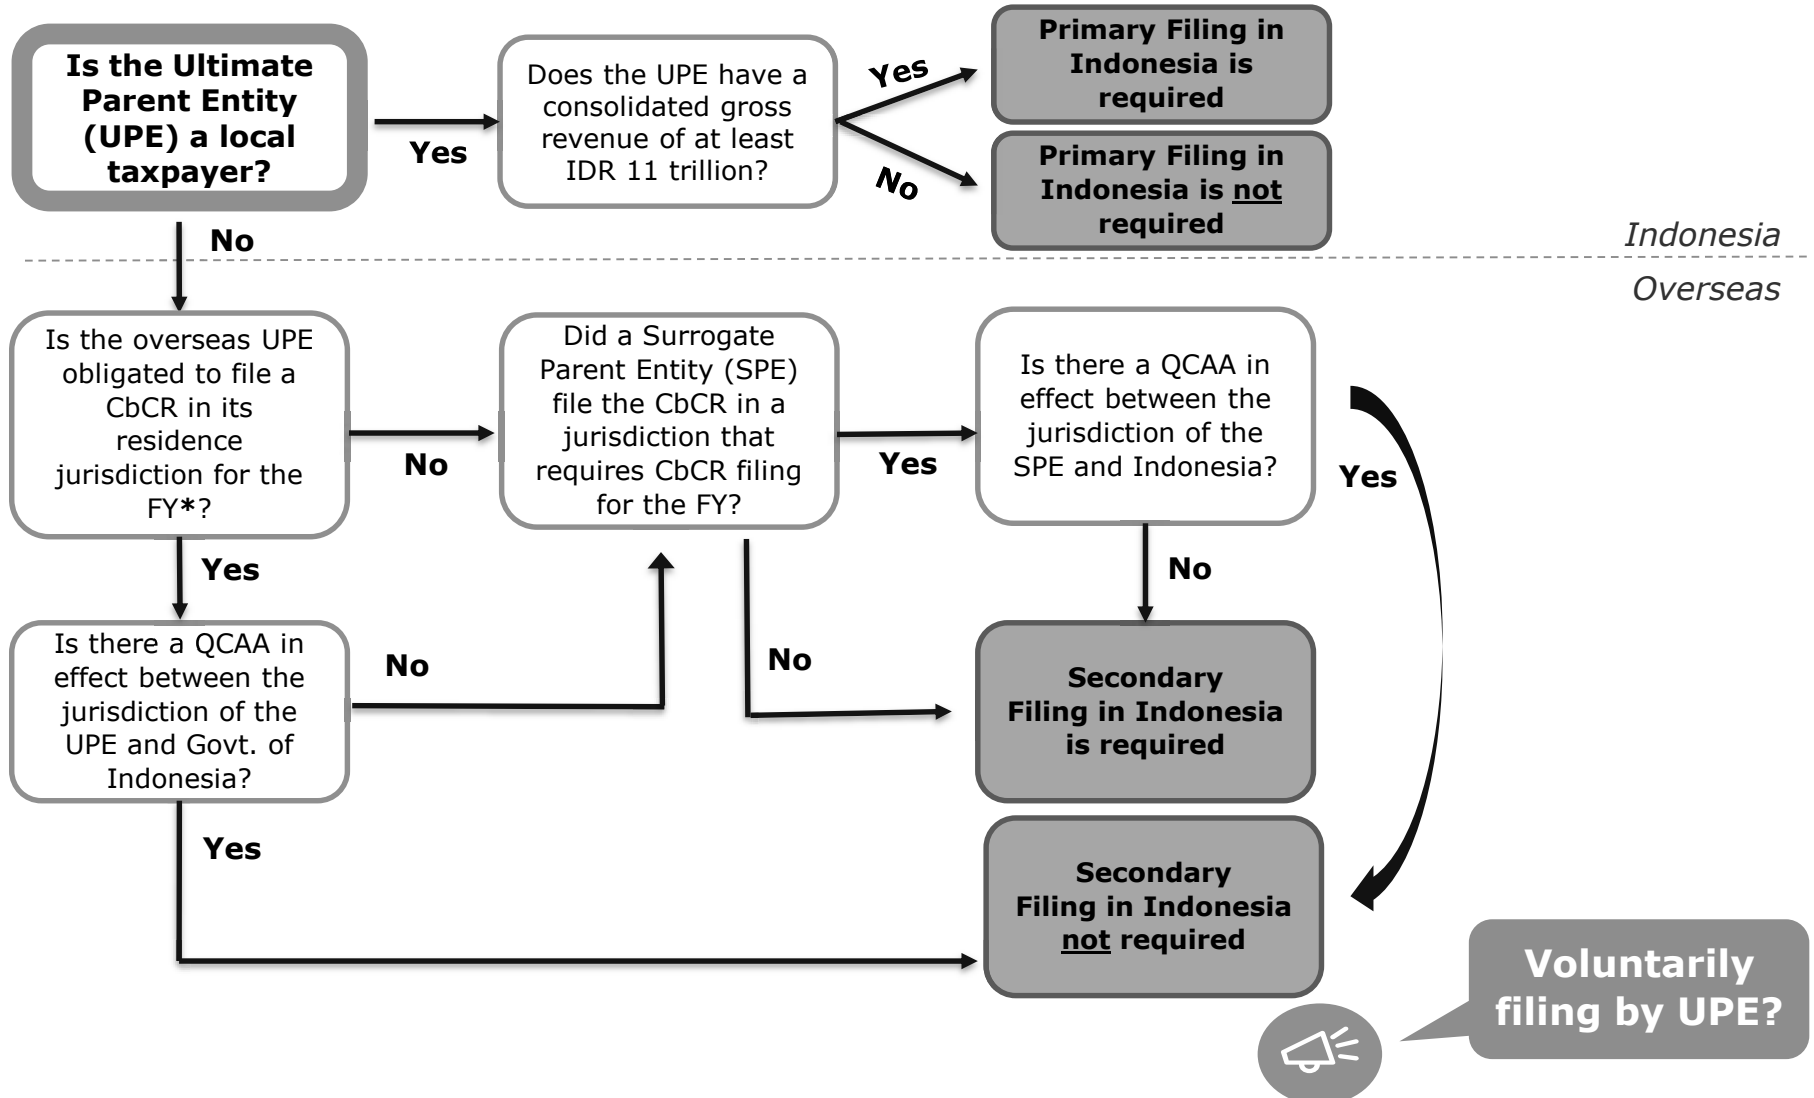 Is the Ultimate
Parent Entity
(UPE) a local
taxpayer?
Yes
Does the UPE have a
consolidated gross
revenue of at least
IDR 11 trillion?
Yes
No
Primary Filing in
Indonesia is
required
Primary Filing in
Indonesia is not
required
No
Indonesia
Overseas
Is the overseas UPE
obligated to file a
CbCR in its
residence
jurisdiction for the
FY*?
No
Did a Surrogate
Parent Entity (SPE)
file the CbCR in a
jurisdiction that
requires CbCR filing
for the FY?
Yes
Is there a QCAA in
effect between the
jurisdiction of the
SPE and Indonesia?
Yes
Yes
No
Is there a QCAA in
effect between the
jurisdiction of the
UPE and Govt. of
Indonesia?
No
No
Secondary
Filing in Indonesia
is required
Yes
Secondary
Filing in Indonesia
not required
Voluntarily
filing by UPE?